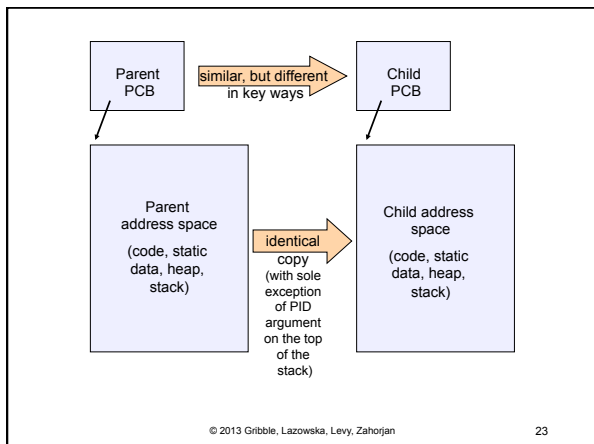 Parent
PCB
similar, but different
in key ways
Child
PCB
Parent
address space
(code, static
data, heap,
stack)
identical
copy
(with sole
exception
of PID
argument
on the top
of the
stack)
Child address
space
(code, static
data, heap,
stack)
© 2013 Gribble, Lazowska, Levy, Zahorjan
23